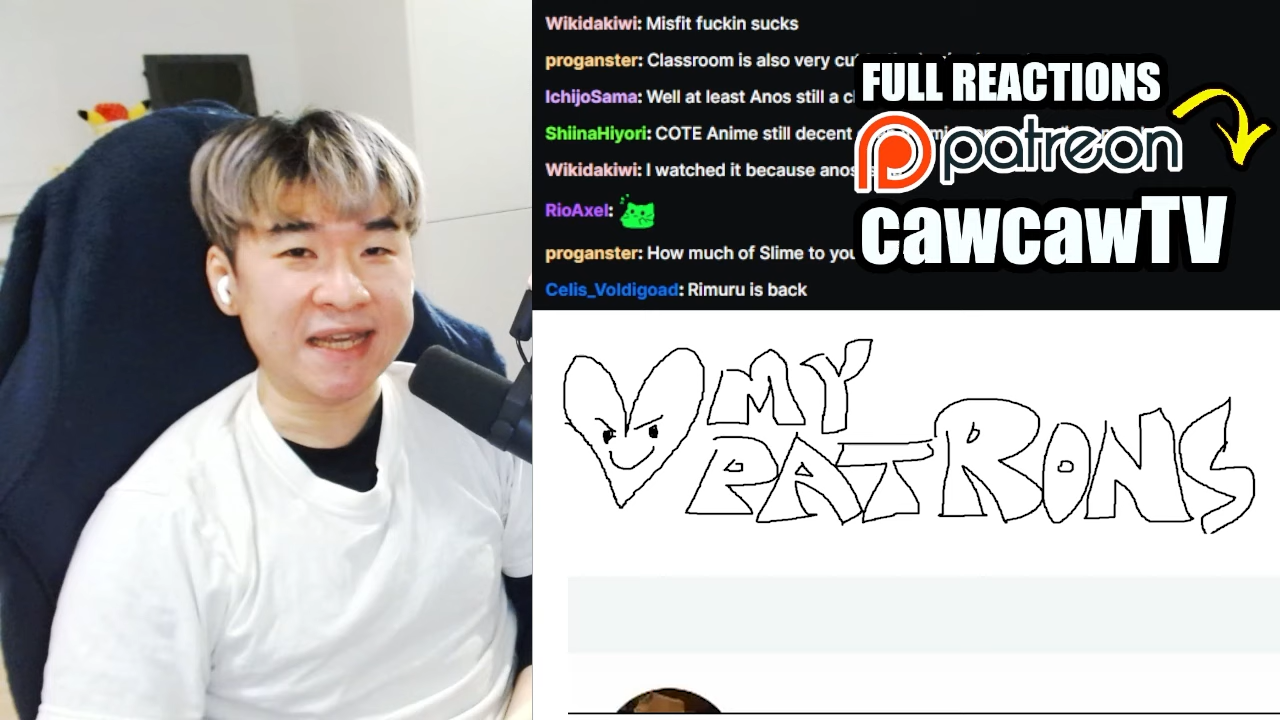 Wikidakiwi: Misfit fuckin sucks
proganster: Classroom is also very
IchijoSama: Well at least Anos still a
ShiinaHiyori: COTE Anime still decent
Wikidakiwi: I watched it because anos
RioAxel:
proganster: How much of Slime to you
Celis_Voldigoad: Rimuru is back
FULL REACTIONS
patreon
cawcawTV
MY
PATRONS